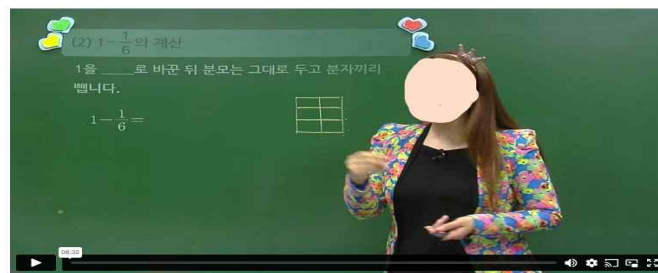 (2) 1-1/6의 계산
1을 ____로 바꾼 뒤 분모는 그대로 두고 분자끼리
뺍니다.
1-1/6=
06:32